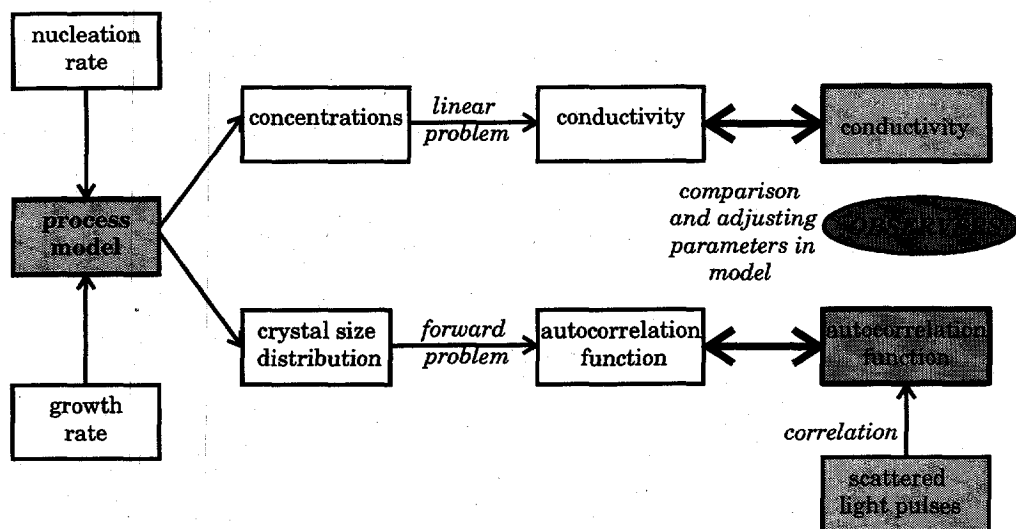 nucleation
rate
concentrations
linear
problem
conductivity
conductivity
process
model
comparison
and adjusting
parameters in
model
crystal size
distribution
forward
problem
autocorrelation
function
autocorrelation
function
growth
rate
correlation
scattered
light pulses